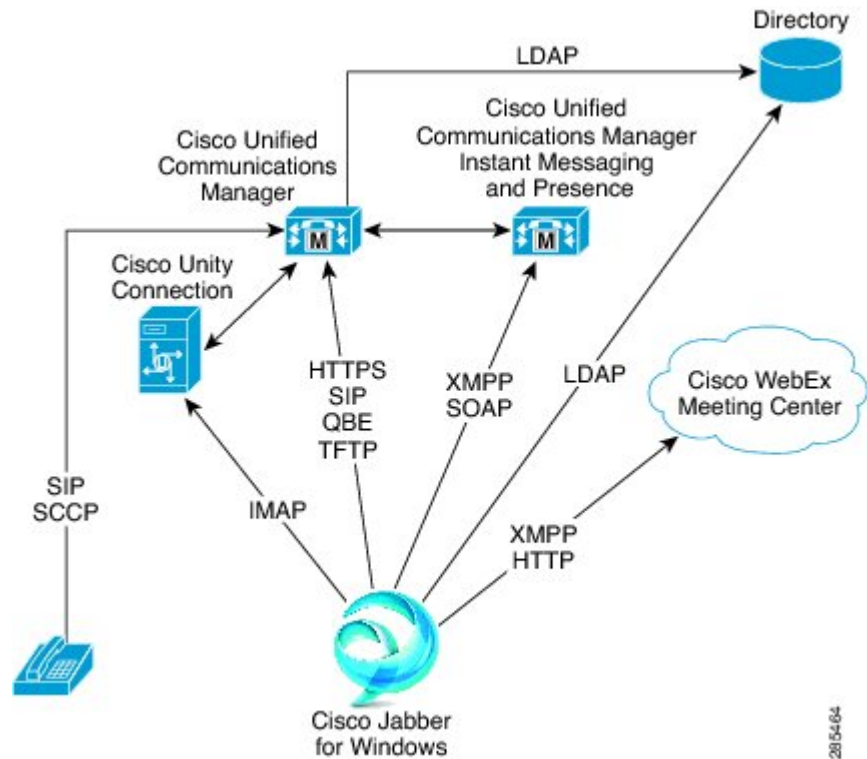 Directory
LDAP
Cisco Unified
Communications
Manager
Cisco Unified
Communications Manager
Instant Messaging
and Presence
M
M
Cisco Unity
Connection
HTTPS
SIP
QBE
TFTP
XMPP
SOAP
LDAP
Cisco WebEx
Meeting Center
SIP
SCCP
IMAP
XMPP
HTTP
Cisco Jabber
for Windows
285464